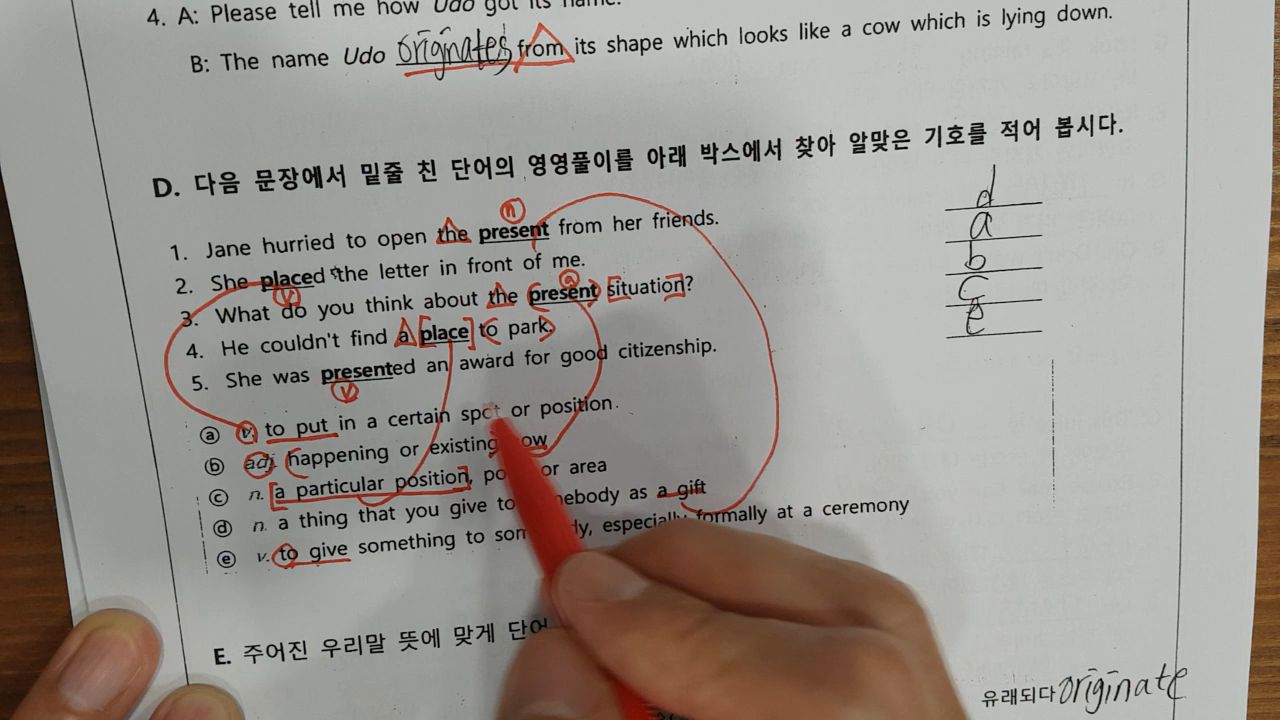 4. A: Please tell me how Udo got its name.
B: The name Udo originates from its shape which looks like a cow which is lying down.
D. 다음 문장에서 밑줄 친 단어의 영영풀이를 아래 박스에서 찾아 알맞은 기호를 적어 봅시다.
n
1. Jane hurried to open the present from her friends. d
2. She placed the letter in front of me. a
v a
3. What do you think about the present situation? b
4. He couldn't find a place to park. c
5. She was presented an award for good citizenship. e
v
ⓐ v. to put in a certain spot or position.
ⓑ adj. happening or existing now
ⓒ n. a particular position, or area
ⓓ n. a thing that you give to somebody as a gift
ⓔ v. to give something to somebody, especially formally at a ceremony
E. 주어진 우리말 뜻에 맞게 단어
유래되다 originate